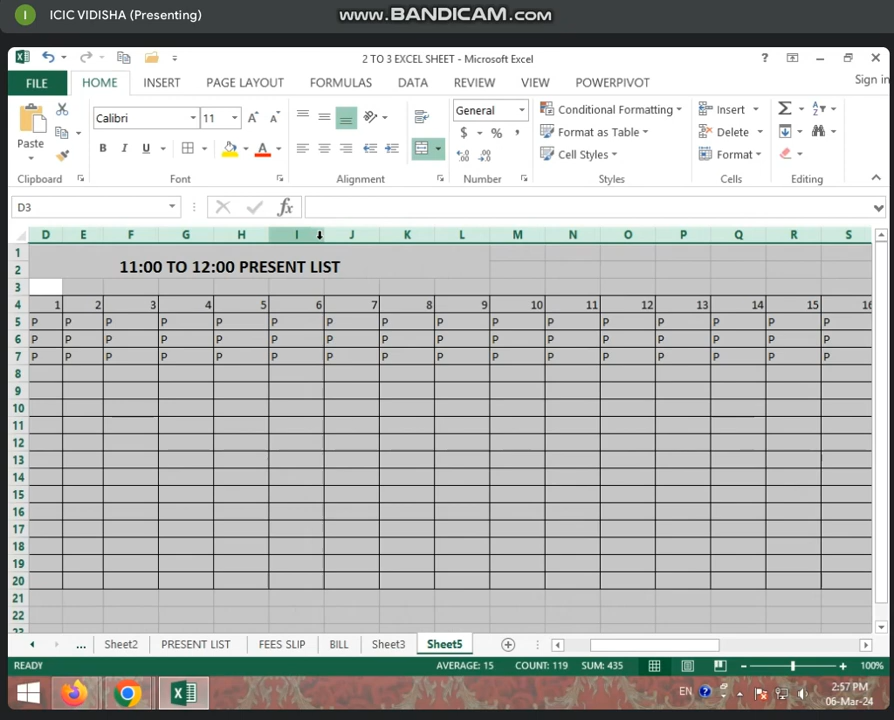 I ICIC VIDISHA (Presenting)
www.BANDICAM.com
2 TO 3 EXCEL SHEET - Microsoft Excel
?
FILE HOME INSERT PAGE LAYOUT FORMULAS DATA REVIEW VIEW POWERPIVOT Sign in
Paste
Calibri 11
B I U
General
$ % ,
Conditional Formatting
Format as Table
Cell Styles
Insert
Delete
Format
Clipboard Font Alignment Number Styles Cells Editing
D3 fx
D E F G H I J K L M N O P Q R S
1
2 11:00 TO 12:00 PRESENT LIST
3
4 1 2 3 4 5 6 7 8 9 10 11 12 13 14 15 16
5 P P P P P P P P P P P P P P P P
6 P P P P P P P P P P P P P P P P
7 P P P P P P P P P P P P P P P P
8
9
10
11
12
13
14
15
16
17
18
19
20
21
22
23
... Sheet2 PRESENT LIST FEES SLIP BILL Sheet3 Sheet5
READY AVERAGE: 15 COUNT: 119 SUM: 435 100%
EN 2:57 PM
06-Mar-24